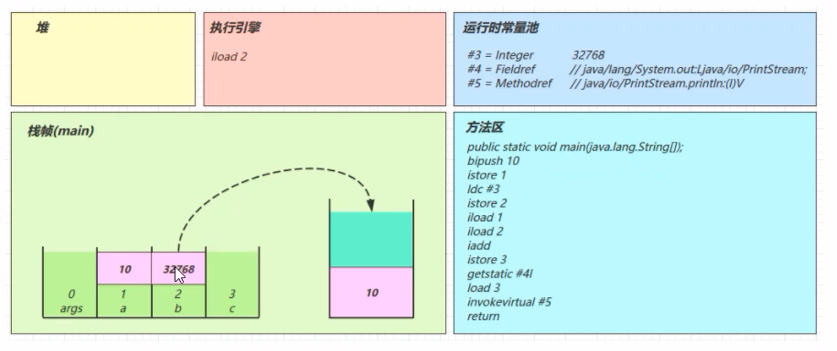 堆
执行引擎
iload 2
运行时常量池
#3 = Integer 32768
#4 = Fieldref // java/lang/System.out:Ljava/io/PrintStream;
#5 = Methodref // java/io/PrintStream.println:(I)V
栈帧(main)
10
32768
0
args
1
a
2
b
3
c
10
方法区
public static void main(java.lang.String[]);
bipush 10
istore 1
ldc #3
istore 2
iload 1
iload 2
iadd
istore 3
getstatic #4I
load 3
invokevirtual #5
return